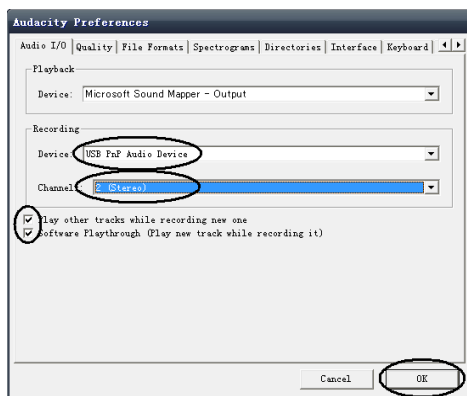 Audacity Preferences
Audio I/O Quality File Formats Spectrograms Directories Interface Keyboard
Playback
Device: Microsoft Sound Mapper - Output
Recording
Device: USB PnP Audio Device
Channels: 2 (Stereo)
Play other tracks while recording new one
Software Playthrough (Play new track while recording it)
Cancel OK